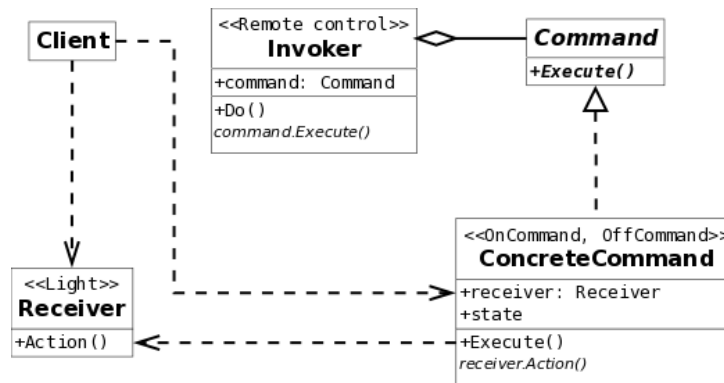 Client
<<Remote control>>
Invoker
+command: Command
+Do()
command.Execute()
Command
+Execute()
<<Light>>
Receiver
+Action()
<<OnCommand, OffCommand>>
ConcreteCommand
+receiver: Receiver
+state
+Execute()
receiver.Action()